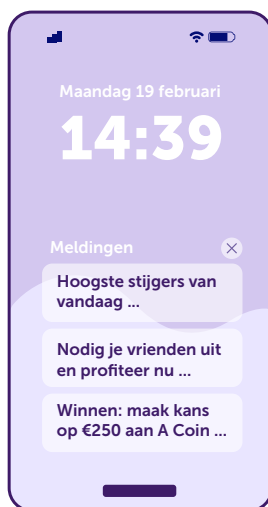 Maandag 19 februari
14:39
Meldingen
Hoogste stijgers van
vandaag ...
Nodig je vrienden uit
en profiteer nu ...
Winnen: maak kans
op €250 aan A Coin ...